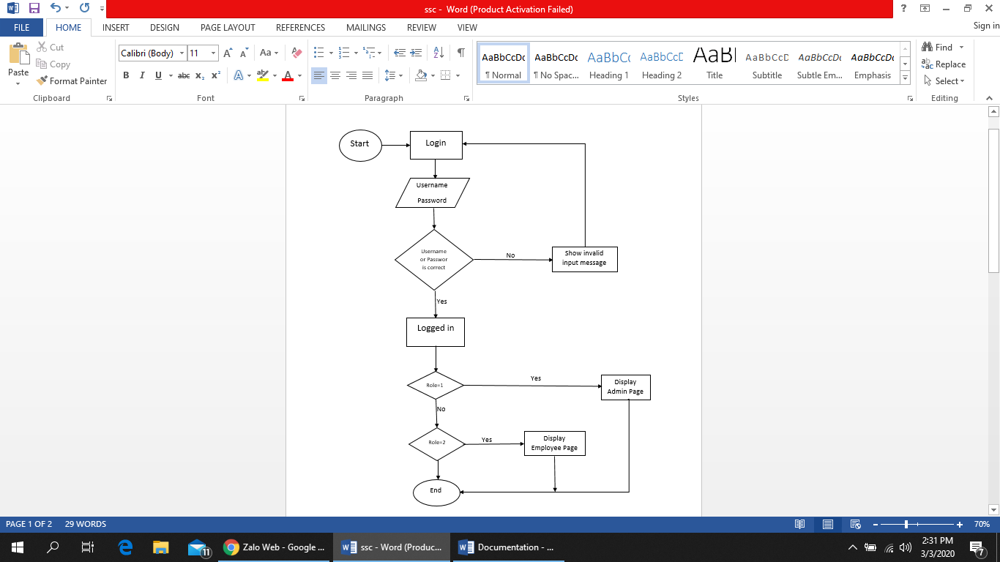 ssc - Word (Product Activation Failed)
FILE
HOME
INSERT
DESIGN
PAGE LAYOUT
REFERENCES
MAILINGS
REVIEW
VIEW
Sign in
Paste
Cut
Copy
Format Painter
Clipboard
Calibri (Body)
11
Font
Paragraph
AaBbCcDc
¶ Normal
AaBbCcDc
¶ No Spac...
AaBbCc
Heading 1
AaBbCcD
Heading 2
AaBl
Title
AaBbCcD
Subtitle
AaBbCcDc
Subtle Em...
AaBbCcDc
Emphasis
Styles
Find
Replace
Select
Editing
Start
Login
Username
Password
Username
or Passwor
is correct
No
Show invalid
input message
Yes
Logged in
Role=1
Yes
Display
Admin Page
No
Role=2
Yes
Display
Employee Page
End
PAGE 1 OF 2
29 WORDS
70%
11
Zalo Web - Google ...
ssc - Word (Produc...
Documentation - ...
2:31 PM
3/3/2020
7